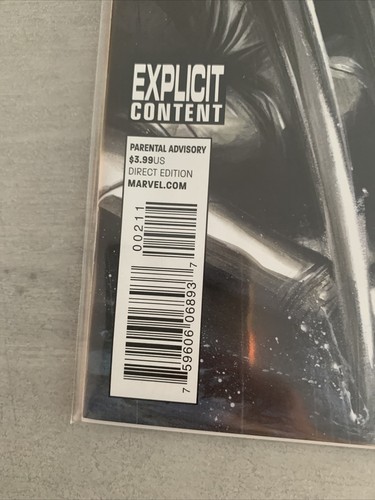 EXPLICIT
CONTENT
PARENTAL ADVISORY
$3.99US
DIRECT EDITION
MARVEL.COM
00211
7 59606 06893 7